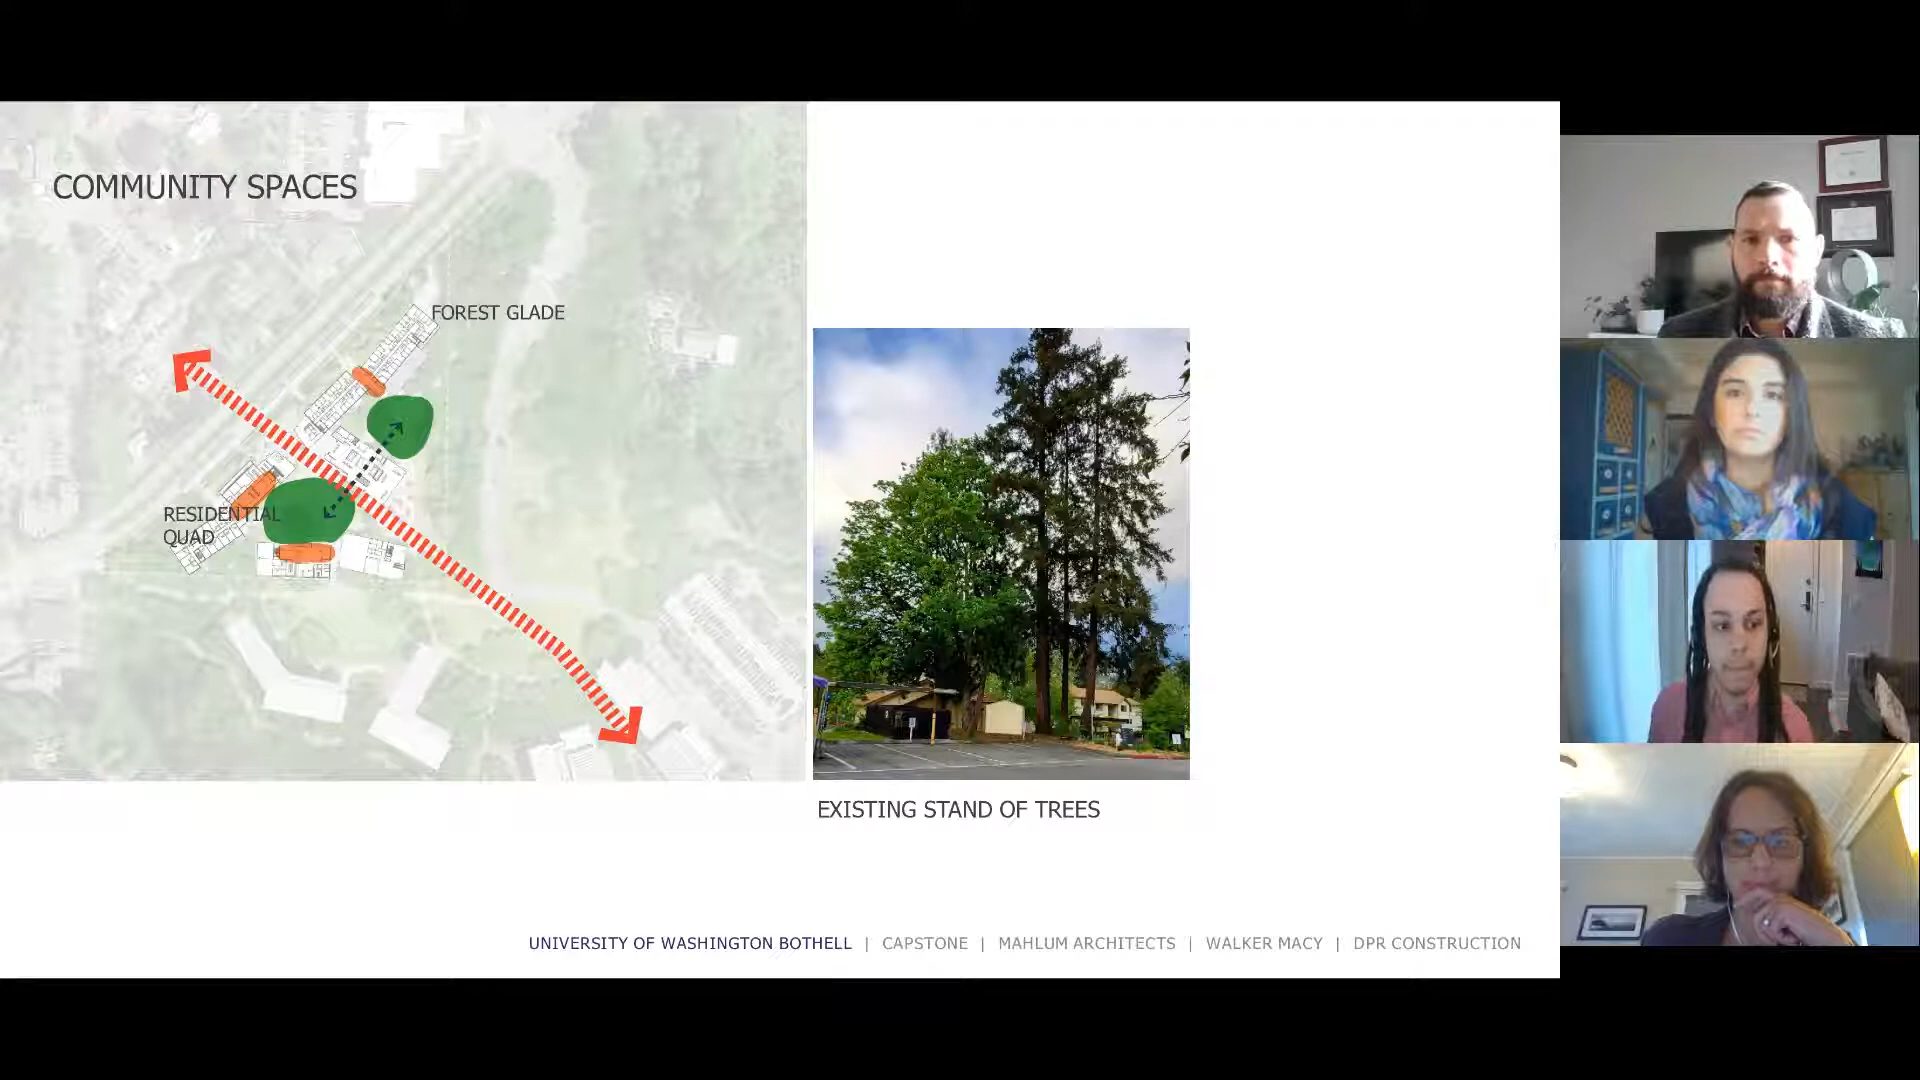 COMMUNITY SPACES
FOREST GLADE
RESIDENTIAL
QUAD
EXISTING STAND OF TREES
UNIVERSITY OF WASHINGTON BOTHELL | CAPSTONE | MAHLUM ARCHITECTS | WALKER MACY | DPR CONSTRUCTION